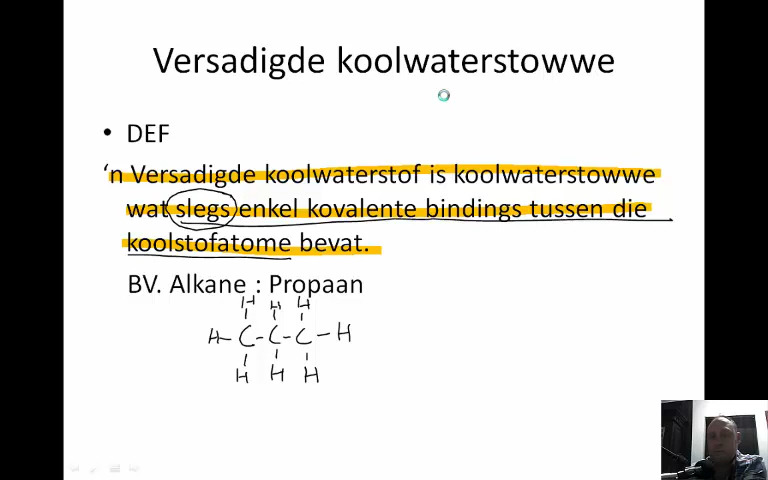 Versadigde koolwaterstowwe
• DEF
‘n Versadigde koolwaterstof is koolwaterstowwe
wat slegs enkel kovalente bindings tussen die
koolstofatome bevat.
BV. Alkane : Propaan
H H H
H-C-C-C-H
H H H